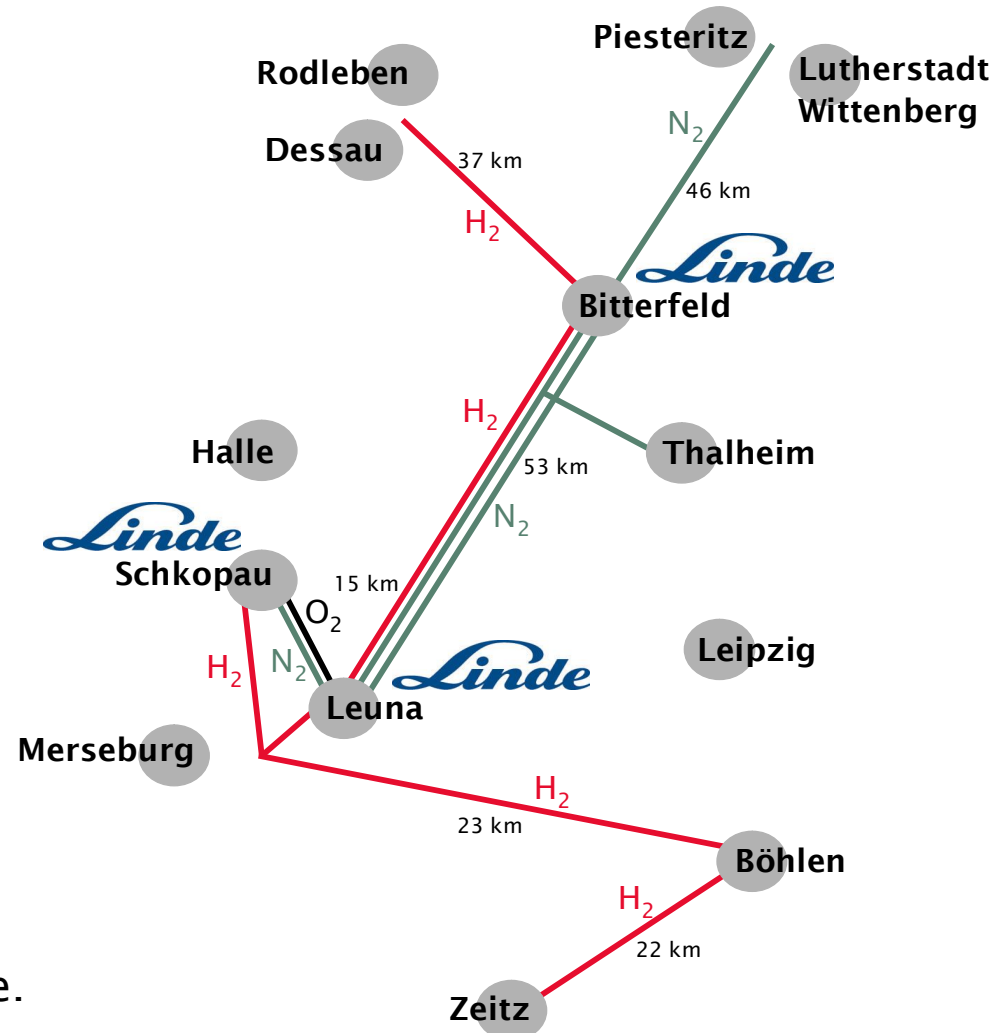 Piesteritz
Rodleben
Lutherstadt
Wittenberg
N₂
Dessau
37 km
46 km
H₂
Linde
Bitterfeld
H₂
Halle
Thalheim
53 km
N₂
Linde
Schkopau
15 km
O₂
Leipzig
H₂
N₂
Linde
Leuna
Merseburg
H₂
23 km
Böhlen
H₂
22 km
e.
Zeitz